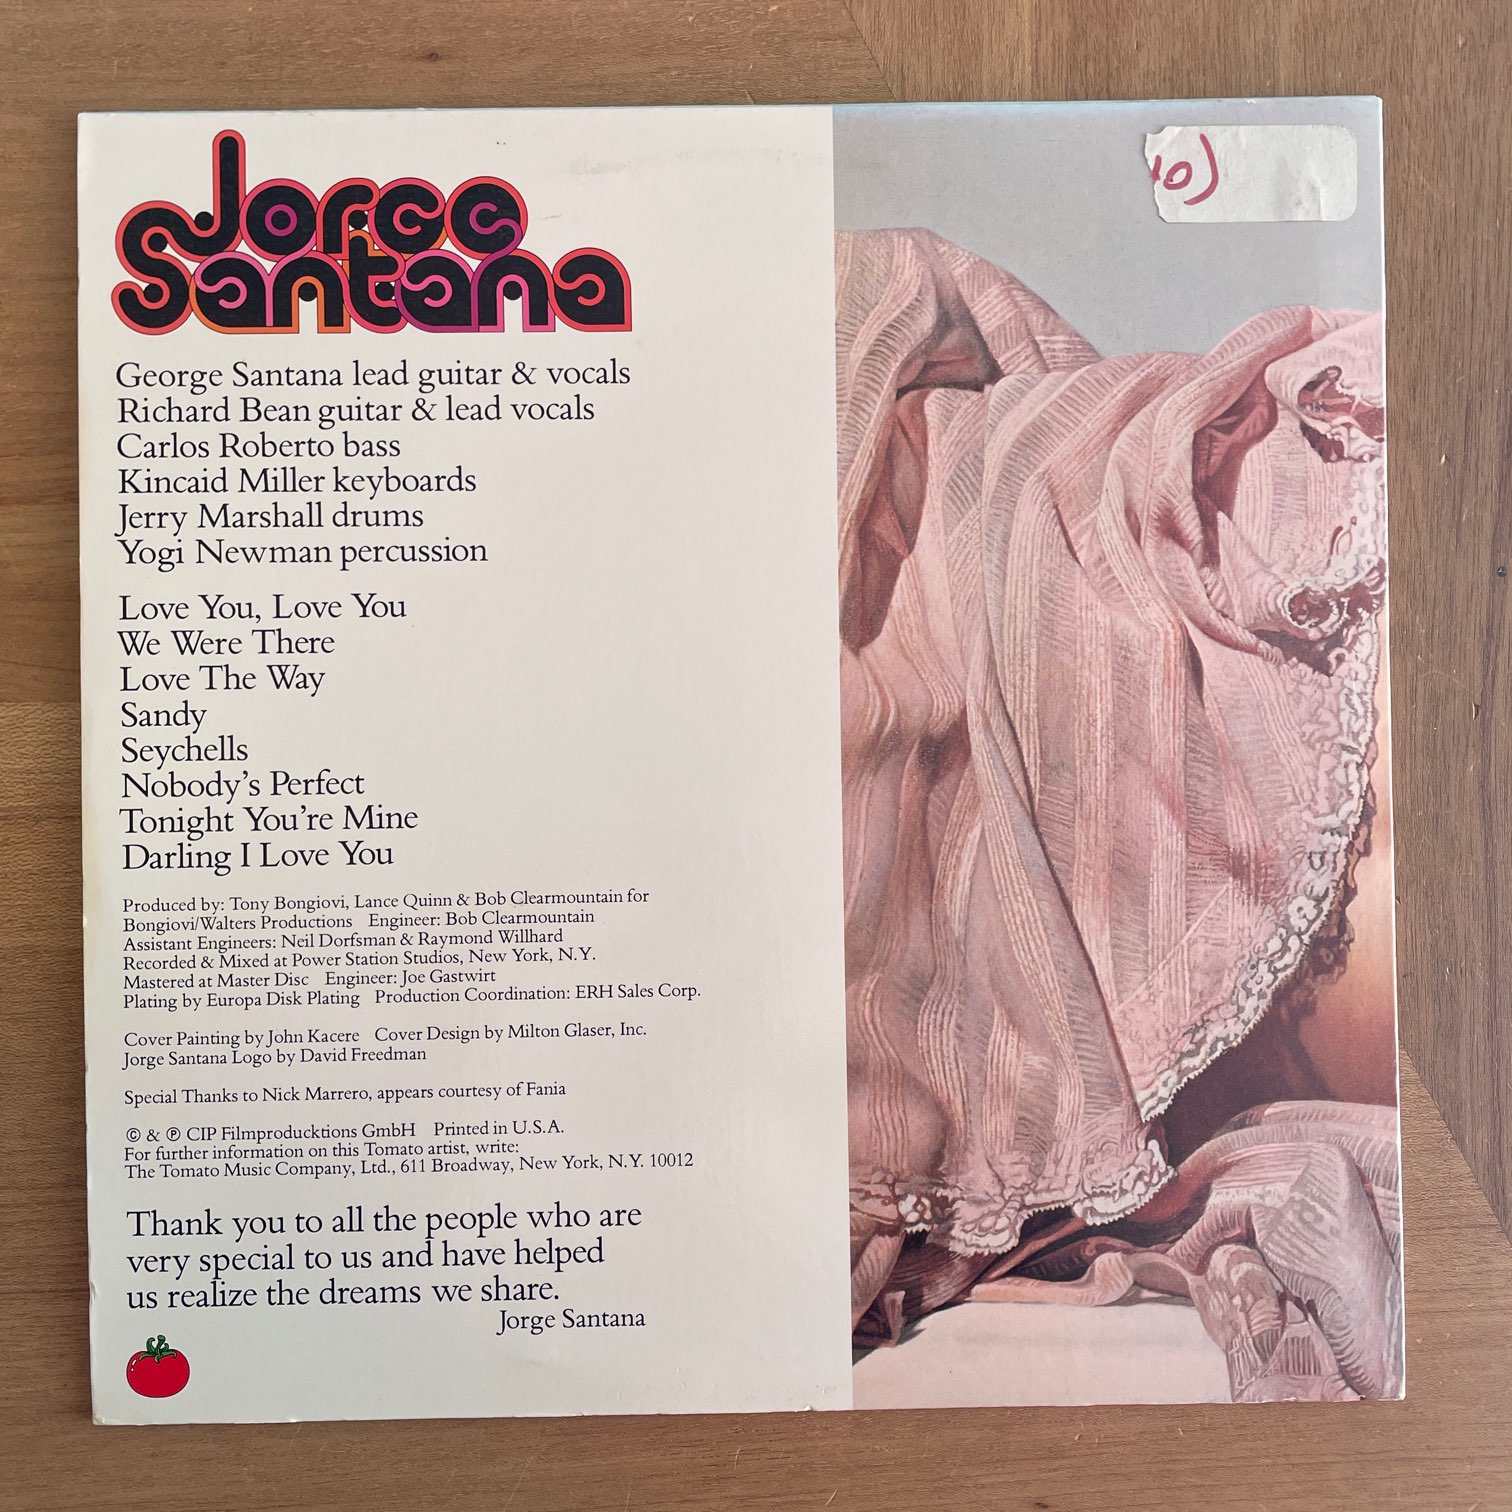 Jorge
Santana
George Santana lead guitar & vocals
Richard Bean guitar & lead vocals
Carlos Roberto bass
Kincaid Miller keyboards
Jerry Marshall drums
Yogi Newman percussion
Love You, Love You
We Were There
Love The Way
Sandy
Seychells
Nobody's Perfect
Tonight You're Mine
Darling I Love You
Produced by: Tony Bongiovi, Lance Quinn & Bob Clearmountain for
Bongiovi/Walters Productions Engineer: Bob Clearmountain
Assistant Engineers: Neil Dorfsman & Raymond Willhard
Recorded & Mixed at Power Station Studios, New York, N.Y.
Mastered at Master Disc Engineer: Joe Gastwirt
Plating by Europa Disk Plating Production Coordination: ERH Sales Corp.
Cover Painting by John Kacere Cover Design by Milton Glaser, Inc.
Jorge Santana Logo by David Freedman
Special Thanks to Nick Marrero, appears courtesy of Fania
© & ℗ CIP Filmproducktions GmbH Printed in U.S.A.
For further information on this Tomato artist, write:
The Tomato Music Company, Ltd., 611 Broadway, New York, N.Y. 10012
Thank you to all the people who are
very special to us and have helped
us realize the dreams we share.
Jorge Santana